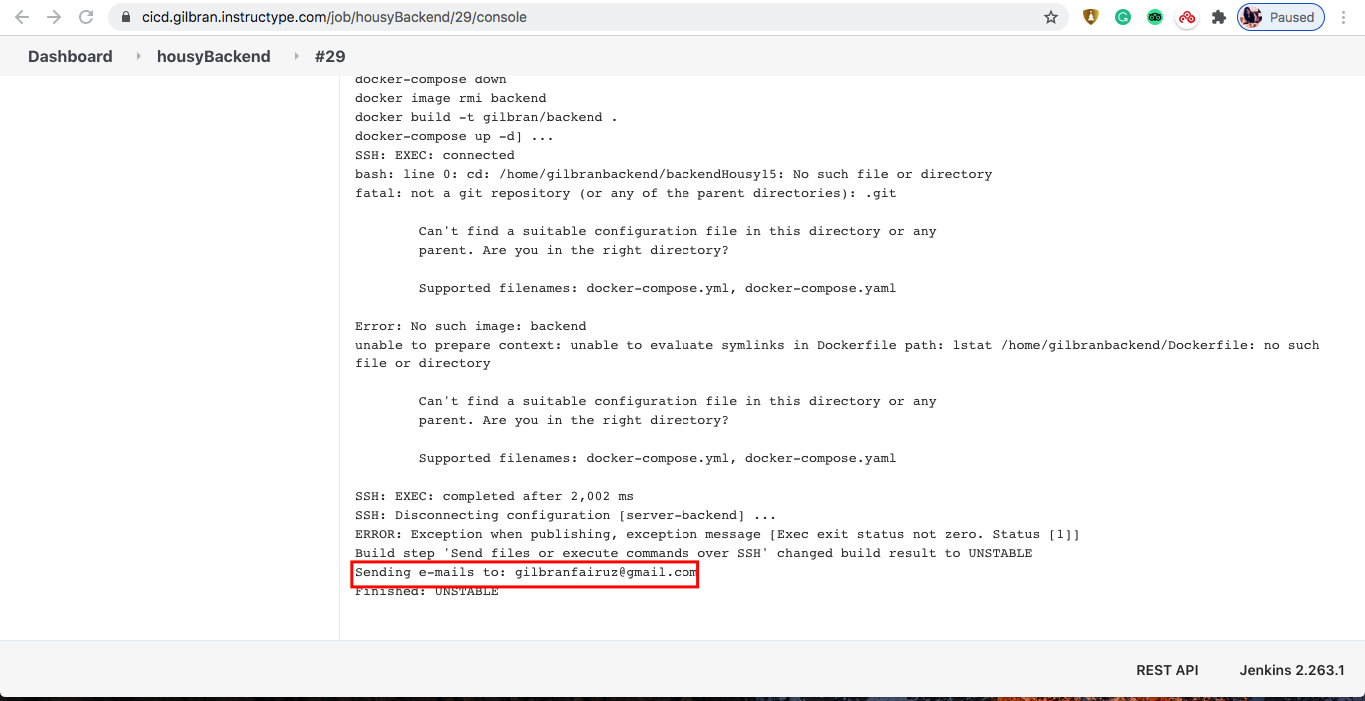 cicd.gilbran.instructype.com/job/housyBackend/29/console
Paused
Dashboard housyBackend #29
docker-compose down
docker image rmi backend
docker build -t gilbran/backend .
docker-compose up -d] ...
SSH: EXEC: connected
bash: line 0: cd: /home/gilbranbackend/backendHousy15: No such file or directory
fatal: not a git repository (or any of the parent directories): .git
Can't find a suitable configuration file in this directory or any
parent. Are you in the right directory?
Supported filenames: docker-compose.yml, docker-compose.yaml
Error: No such image: backend
unable to prepare context: unable to evaluate symlinks in Dockerfile path: lstat /home/gilbranbackend/Dockerfile: no such
file or directory
Can't find a suitable configuration file in this directory or any
parent. Are you in the right directory?
Supported filenames: docker-compose.yml, docker-compose.yaml
SSH: EXEC: completed after 2,002 ms
SSH: Disconnecting configuration [server-backend] ...
ERROR: Exception when publishing, exception message [Exec exit status not zero. Status [1]]
Build step 'Send files or execute commands over SSH' changed build result to UNSTABLE
Sending e-mails to: gilbranfairuz@gmail.com
Finished: UNSTABLE
REST API Jenkins 2.263.1